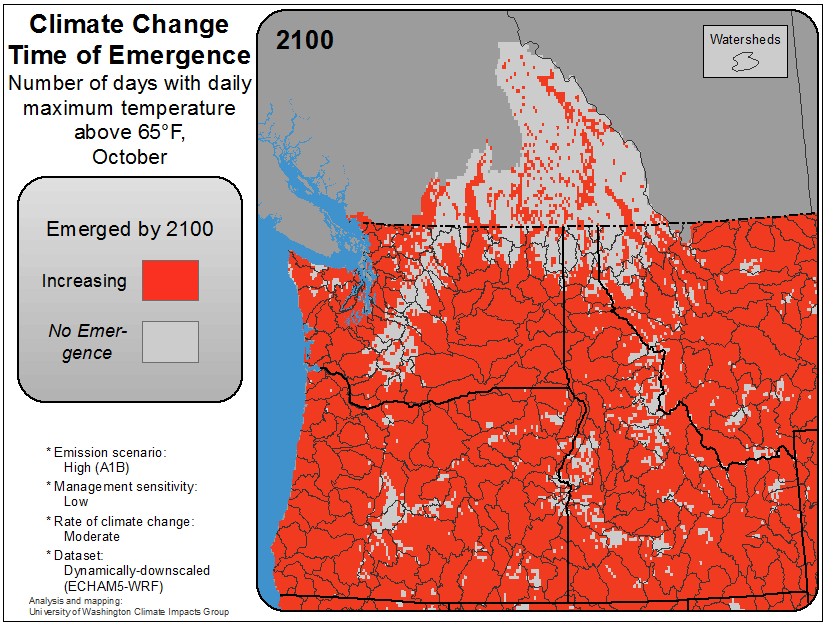 Climate Change
Time of Emergence
Number of days with daily
maximum temperature
above 65°F,
October
Emerged by 2100
Increasing
No Emer-
gence
* Emission scenario:
High (A1B)
* Management sensitivity:
Low
* Rate of climate change:
Moderate
* Dataset:
Dynamically-downscaled
(ECHAM5-WRF)
Analysis and mapping:
University of Washington Climate Impacts Group
2100
Watersheds